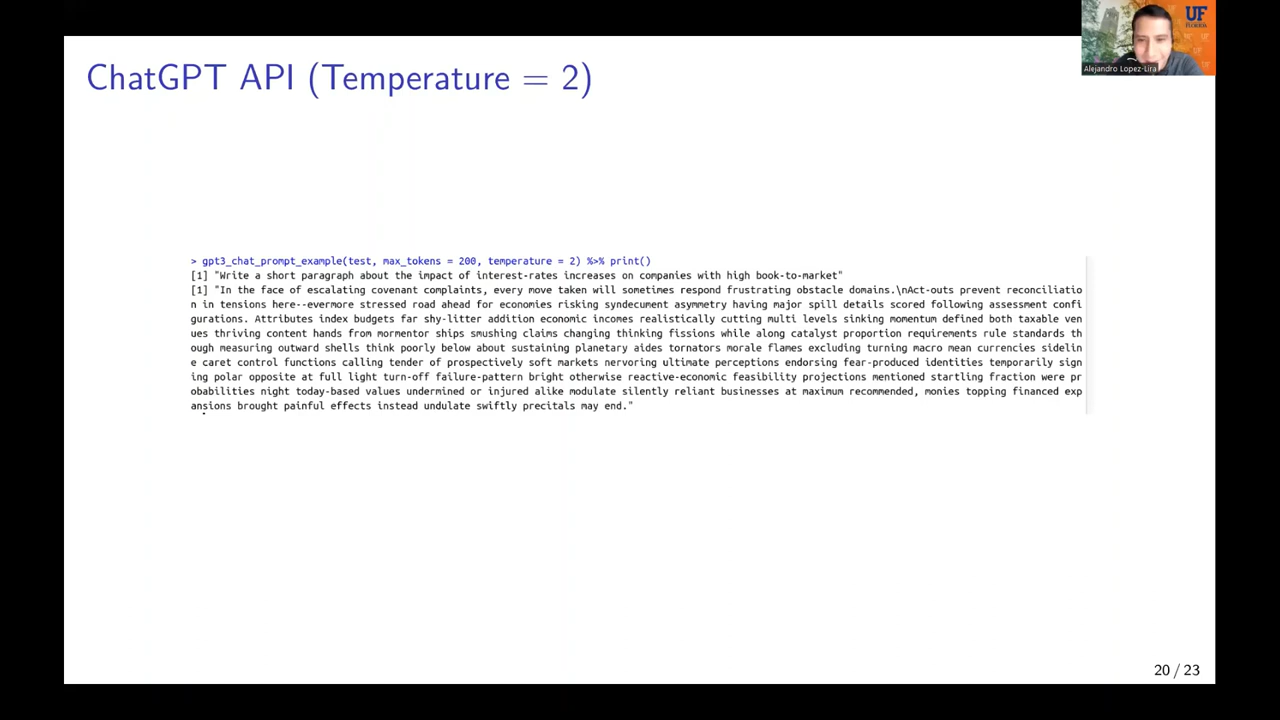 ChatGPT API (Temperature = 2)
UF
Alejandro Lopez-Lira
> gpt3_chat_prompt_example(test, max_tokens = 200, temperature = 2) %>% print()
[1] "Write a short paragraph about the impact of interest-rates increases on companies with high book-to-market"
[1] "In the face of escalating covenant complaints, every move taken will sometimes respond frustrating obstacle domains.\nAct-outs prevent reconciliatio
n in tensions here--evermore stressed road ahead for economies risking syndecument asymmetry having major spill details scored following assessment confi
gurations. Attributes index budgets far shy-litter addition economic incomes realistically cutting multi levels sinking momentum defined both taxable ven
ues thriving content hands from mormentor ships smushing claims changing thinking fissions while along catalyst proportion requirements rule standards th
ough measuring outward shells think poorly below about sustaining planetary aides tornators morale flames excluding turning macro mean currencies sidelin
e caret control functions calling tender of prospectively soft markets nervoring ultimate perceptions endorsing fear-produced identities temporarily sign
ing polar opposite at full light turn-off failure-pattern bright otherwise reactive-economic feasibility projections mentioned startling fraction were pr
obabilities night today-based values undermined or injured alike modulate silently reliant businesses at maximum recommended, monies topping financed exp
ansions brought painful effects instead undulate swiftly precitals may end."
20 / 23